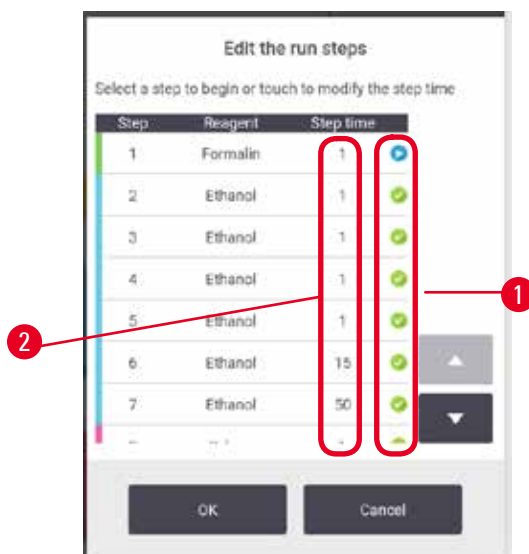 Edit the run steps
Select a step to begin or touch to modify the step time
Step Reagent Step time
1 Formalin 1
2 Ethanol 1
3 Ethanol 1
4 Ethanol 1
5 Ethanol 1
6 Ethanol 15
7 Ethanol 50
1
2
OK Cancel